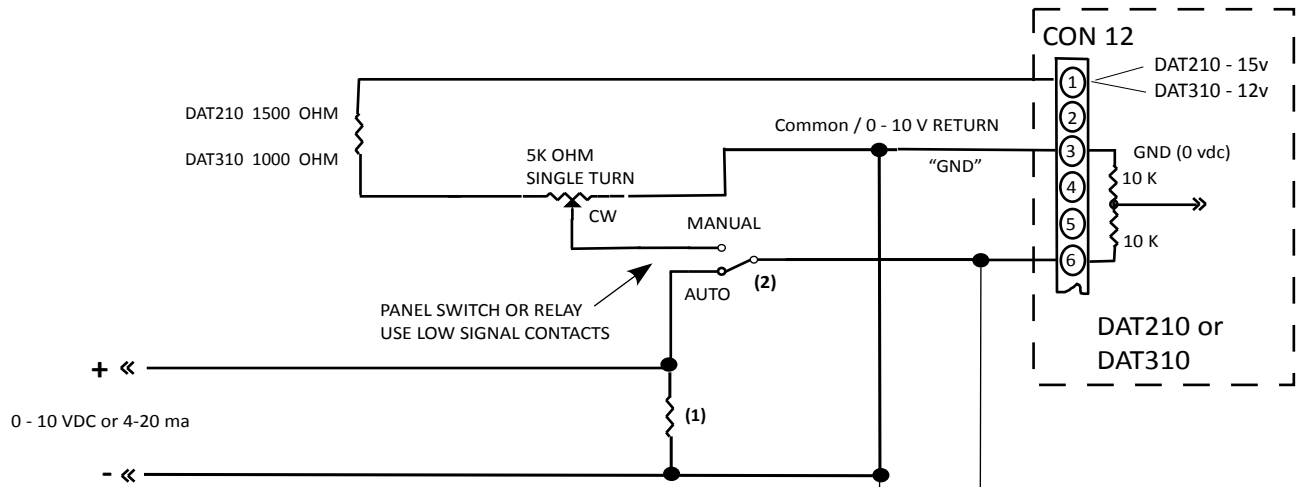 CON 12
DAT210 - 15v
DAT310 - 12v
1
2
3
4
5
6
DAT210 1500 OHM
DAT310 1000 OHM
Common / 0 - 10 V RETURN
"GND"
GND (0 vdc)
10 K
10 K
5K OHM
SINGLE TURN
CW
MANUAL
AUTO
(2)
PANEL SWITCH OR RELAY
USE LOW SIGNAL CONTACTS
DAT210 or
DAT310
+
0 - 10 VDC or 4-20 ma
(1)
-